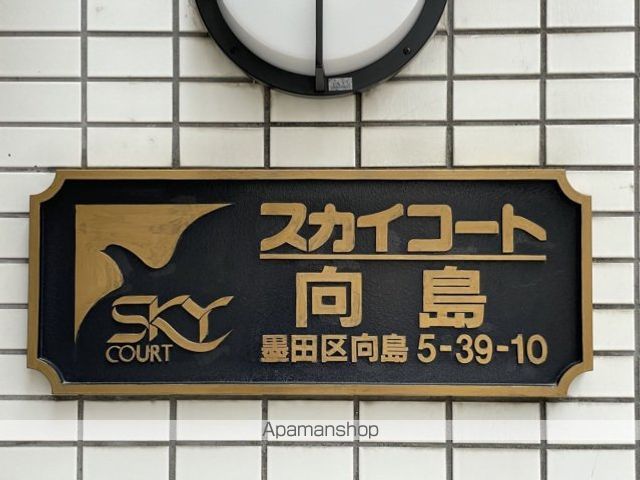 SKY
COURT
スカイコート
向島
墨田区向島 5-39-10
Apamanshop